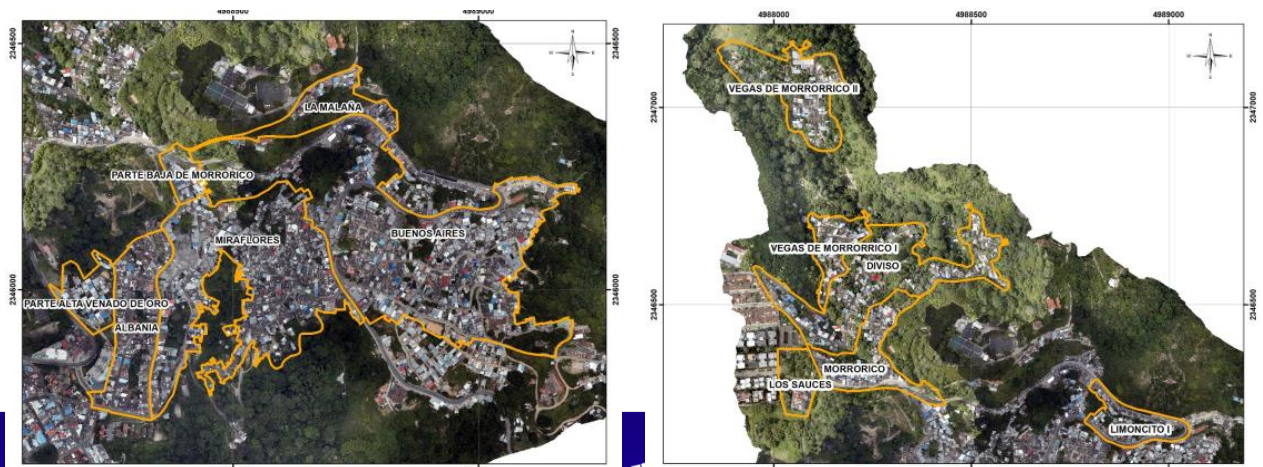 4988500
4989000
2346500
N
W E
S
LA MALAÑA
PARTE BAJA DE MORRORICO
MIRAFLORES
BUENOS AIRES
2346000
PARTE ALTA VENADO DE ORO
ALBANIA
4988000
4988500
4989000
N
W E
S
VEGAS DE MORRORRICO II
2347000
VEGAS DE MORRORRICO I
DIVISO
2346500
MORRORICO
LOS SAUCES
LIMONCITO I